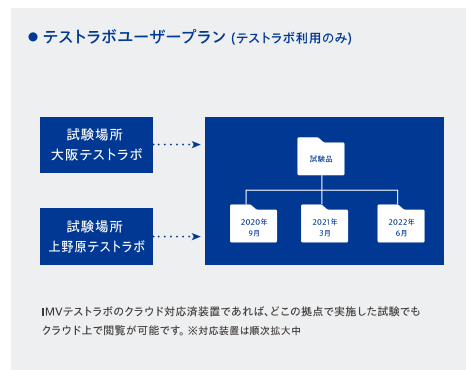 ● テストラボユーザープラン (テストラボ利用のみ)
試験場所
大阪テストラボ
試験品
試験場所
上野原テストラボ
2020年
9月
2021年
3月
2022年
6月
IMVテストラボのクラウド対応済装置であれば、どこの拠点で実施した試験でも
クラウド上で閲覧が可能です。※対応装置は順次拡大中